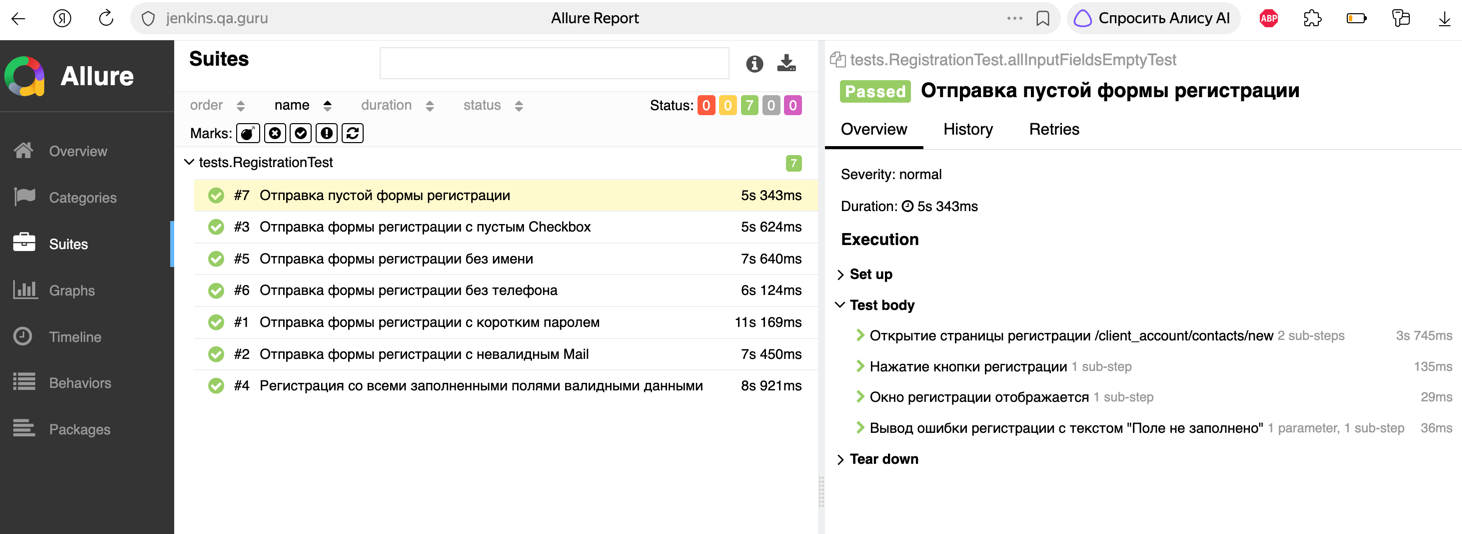 jenkins.qa.guru
Allure Report
Спросить Алису AI
ABP
Allure
Overview
Categories
Suites
Graphs
Timeline
Behaviors
Packages
Suites
order name duration status
Status: 0 0 7 0 0
Marks:
tests.RegistrationTest 7
#7 Отправка пустой формы регистрации 5s 343ms
#3 Отправка формы регистрации с пустым Checkbox 5s 624ms
#5 Отправка формы регистрации без имени 7s 640ms
#6 Отправка формы регистрации без телефона 6s 124ms
#1 Отправка формы регистрации с коротким паролем 11s 169ms
#2 Отправка формы регистрации с невалидным Mail 7s 450ms
#4 Регистрация со всеми заполненными полями валидными данными 8s 921ms
tests.RegistrationTest.allInputFieldsEmptyTest
Passed Отправка пустой формы регистрации
Overview History Retries
Severity: normal
Duration: 5s 343ms
Execution
Set up
Test body
Открытие страницы регистрации /client_account/contacts/new 2 sub-steps 3s 745ms
Нажатие кнопки регистрации 1 sub-step 135ms
Окно регистрации отображается 1 sub-step 29ms
Вывод ошибки регистрации с текстом "Поле не заполнено" 1 parameter, 1 sub-step 36ms
Tear down